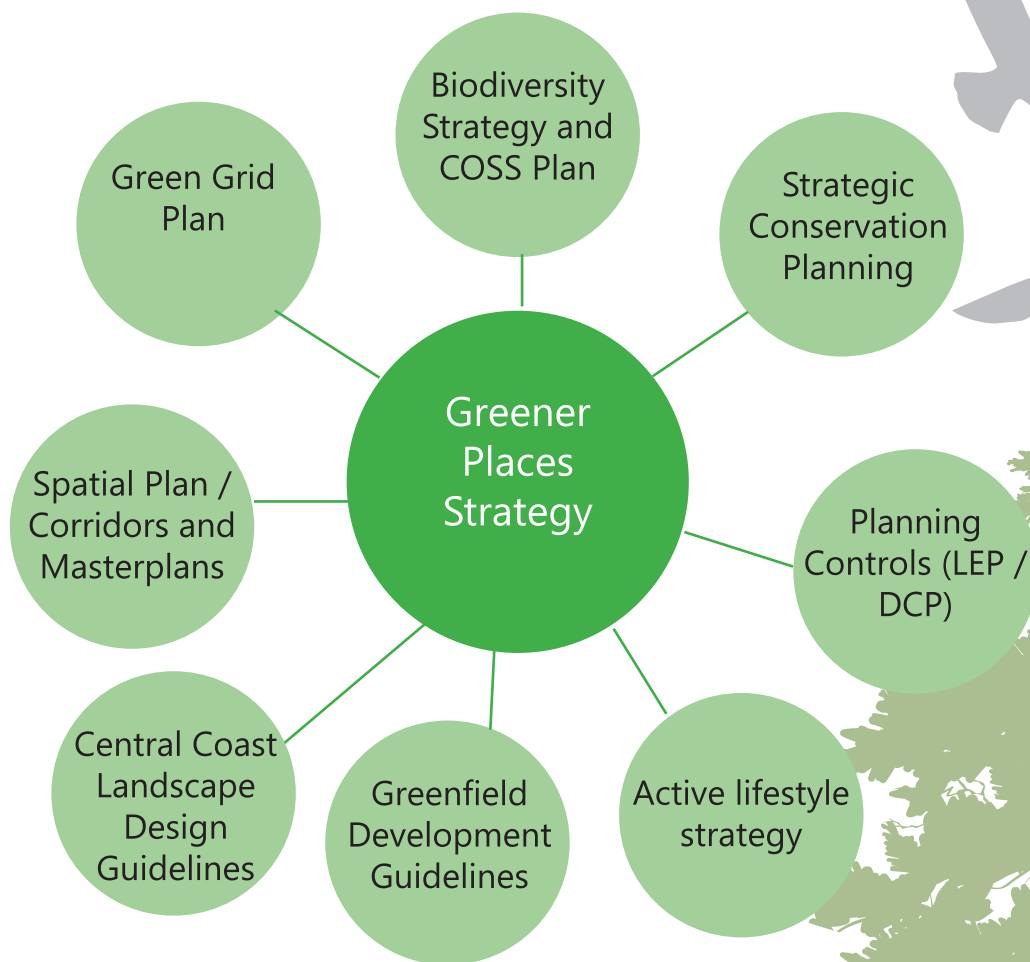 Biodiversity
Strategy and
COSS Plan
Green Grid
Plan
Strategic
Conservation
Planning
Greener
Places
Strategy
Spatial Plan /
Corridors and
Masterplans
Planning
Controls (LEP /
DCP)
Central Coast
Landscape
Design
Guidelines
Greenfield
Development
Guidelines
Active lifestyle
strategy